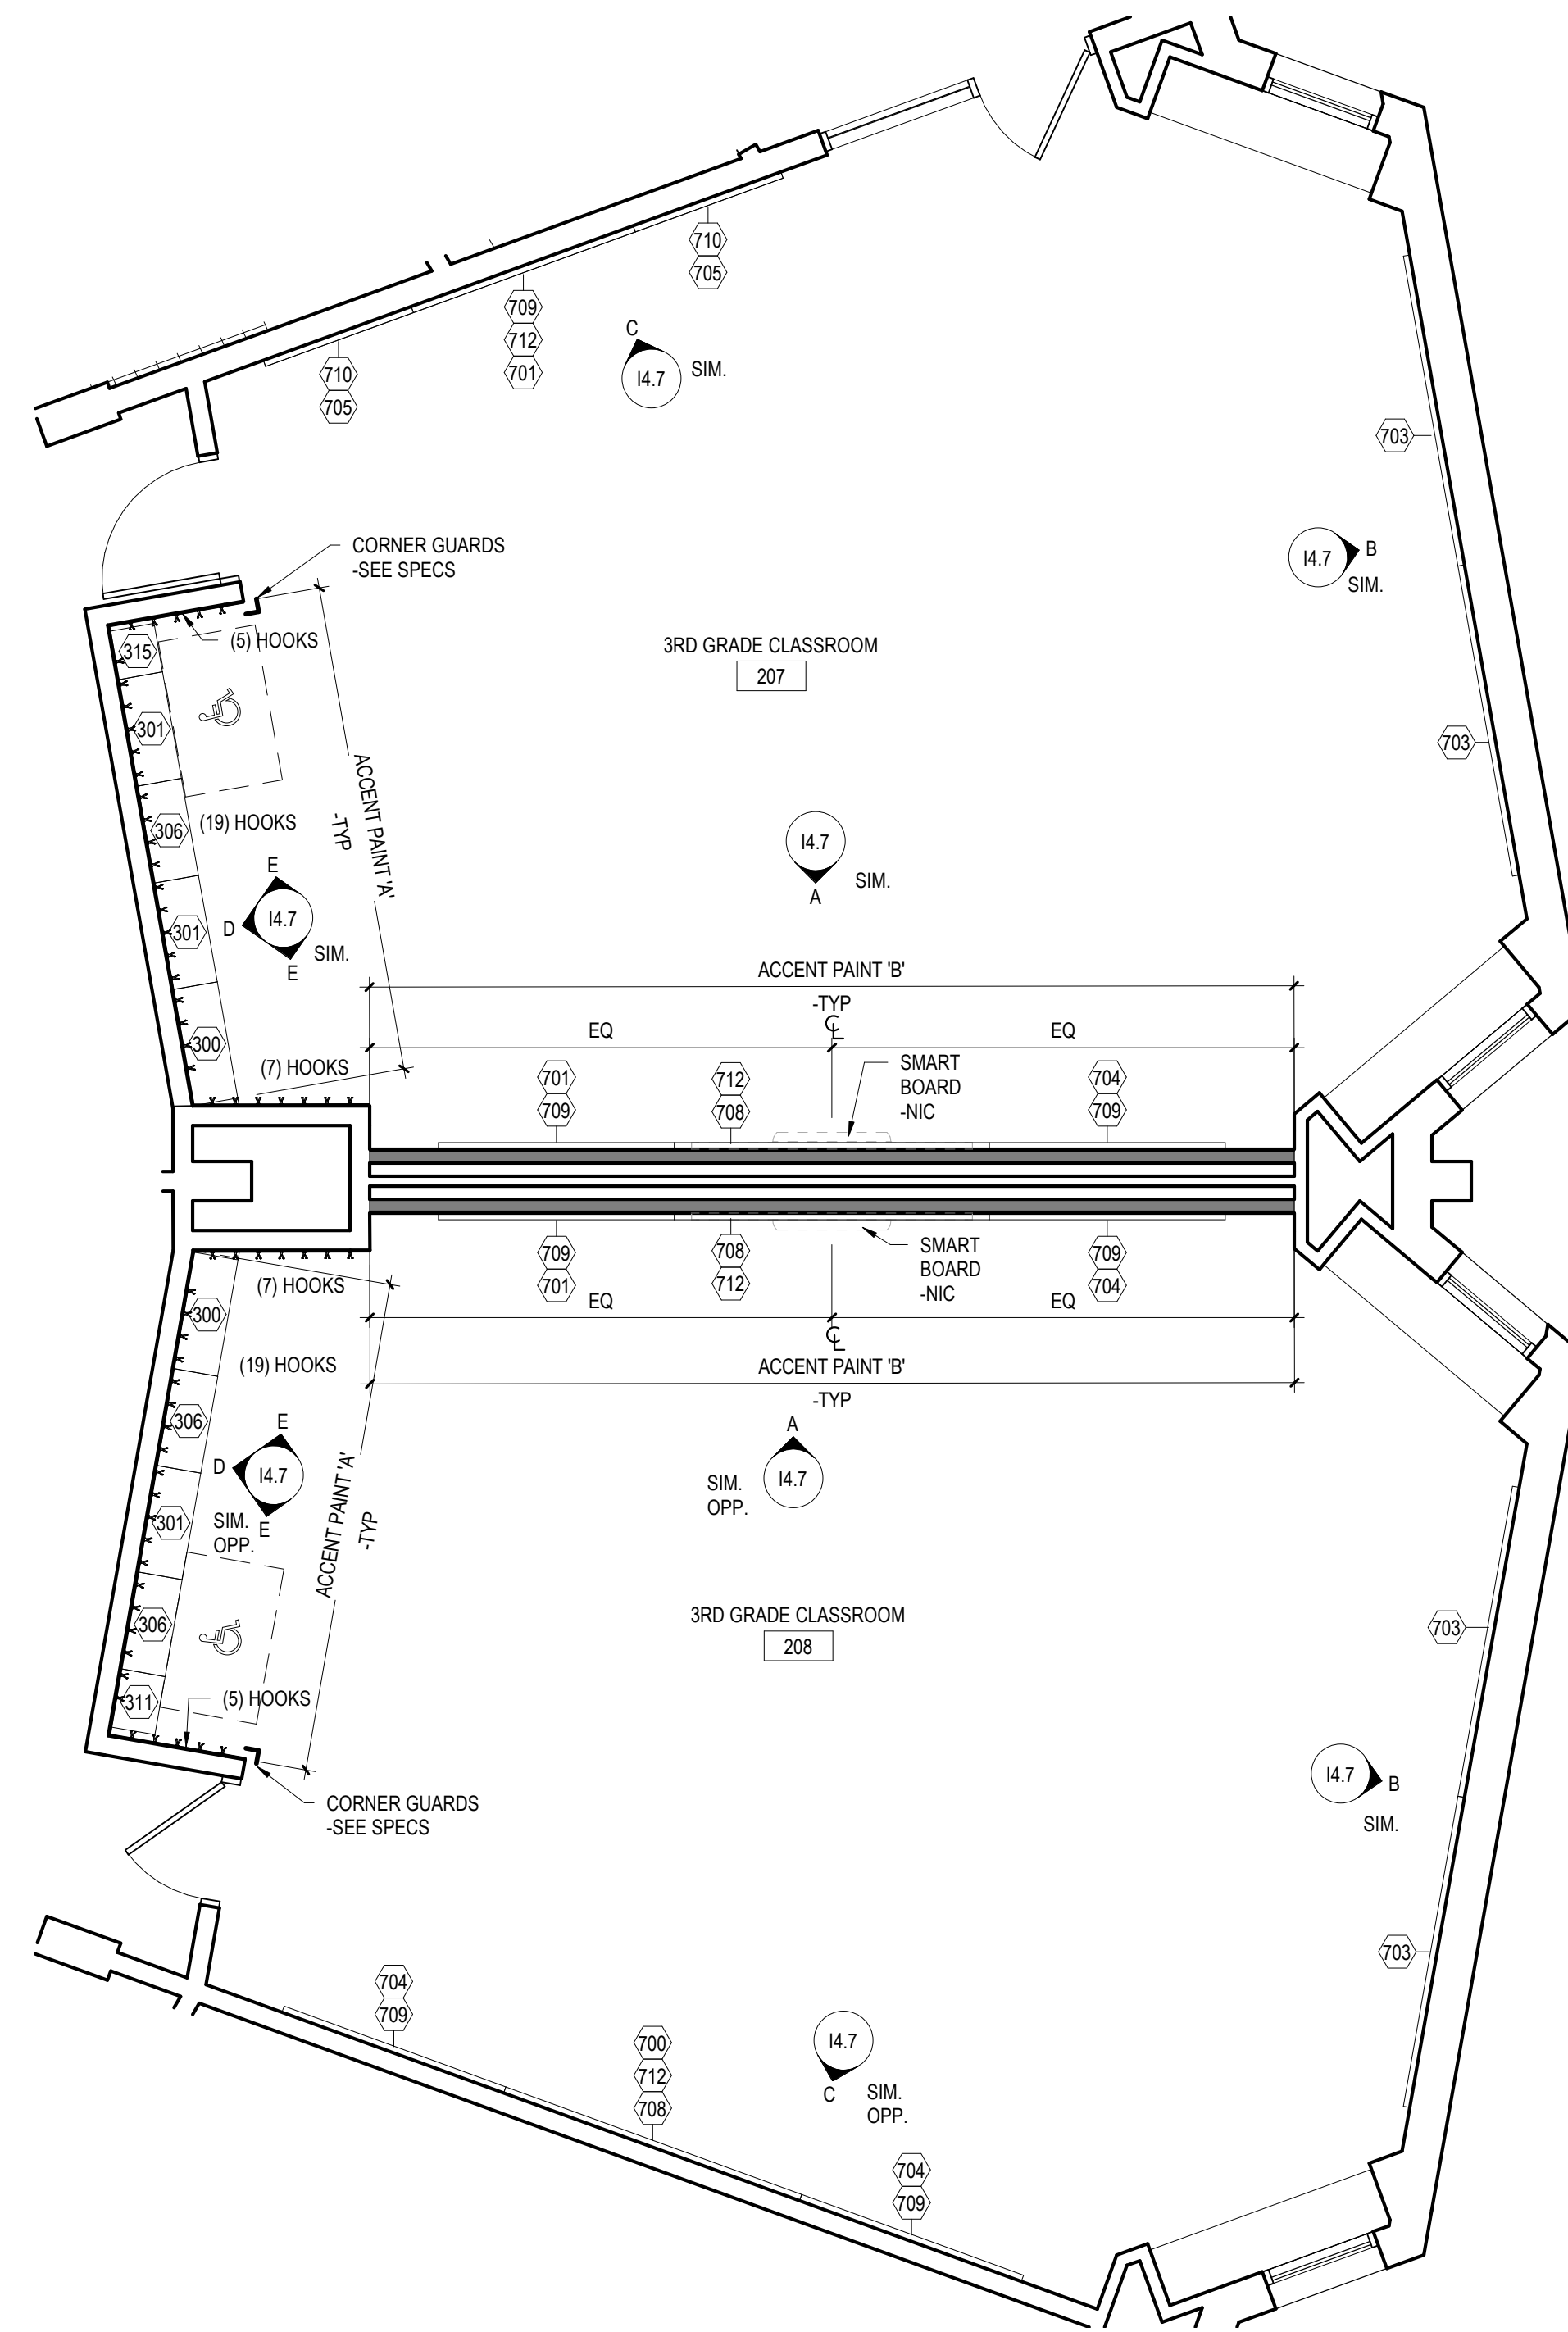 710
705
709
712
701
710
705
C
I4.7
SIM.
703
CORNER GUARDS
-SEE SPECS
I4.7
B
SIM.
(5) HOOKS
315
3RD GRADE CLASSROOM
207
301
703
ACCENT PAINT 'A'
-TYP
306
(19) HOOKS
I4.7
SIM.
A
E
D
I4.7
SIM.
E
301
ACCENT PAINT 'B'
-TYP
300
EQ
CL
EQ
(7) HOOKS
701
709
712
708
SMART
BOARD
-NIC
704
709
709
701
708
712
SMART
BOARD
-NIC
709
704
(7) HOOKS
300
EQ
CL
EQ
(19) HOOKS
ACCENT PAINT 'B'
-TYP
306
E
D
I4.7
E
SIM.
OPP.
A
I4.7
SIM.
OPP.
301
ACCENT PAINT 'A'
-TYP
306
3RD GRADE CLASSROOM
208
703
311
(5) HOOKS
I4.7
B
SIM.
CORNER GUARDS
-SEE SPECS
703
704
709
700
712
708
I4.7
C
SIM.
OPP.
704
709